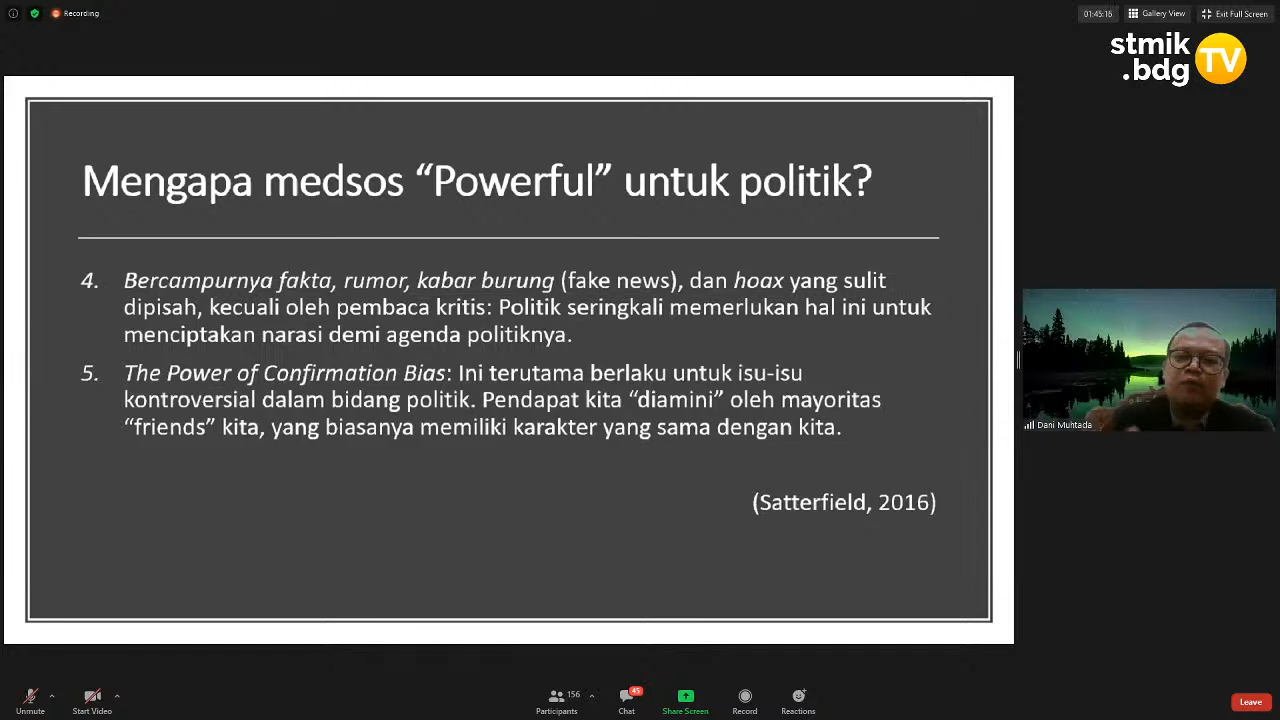 Recording
01:45:16
Gallery View
Exit Full Screen
stmik
.bdg
TV
Mengapa medsos “Powerful” untuk politik?
4. Bercampurnya fakta, rumor, kabar burung (fake news), dan hoax yang sulit
dipisah, kecuali oleh pembaca kritis: Politik seringkali memerlukan hal ini untuk
menciptakan narasi demi agenda politiknya.
5. The Power of Confirmation Bias: Ini terutama berlaku untuk isu-isu
kontroversial dalam bidang politik. Pendapat kita “diamini” oleh mayoritas
“friends” kita, yang biasanya memiliki karakter yang sama dengan kita.
(Satterfield, 2016)
Dani Muhtada
Unmute
Start Video
156
Participants
45
Chat
Share Screen
Record
Reactions
Leave